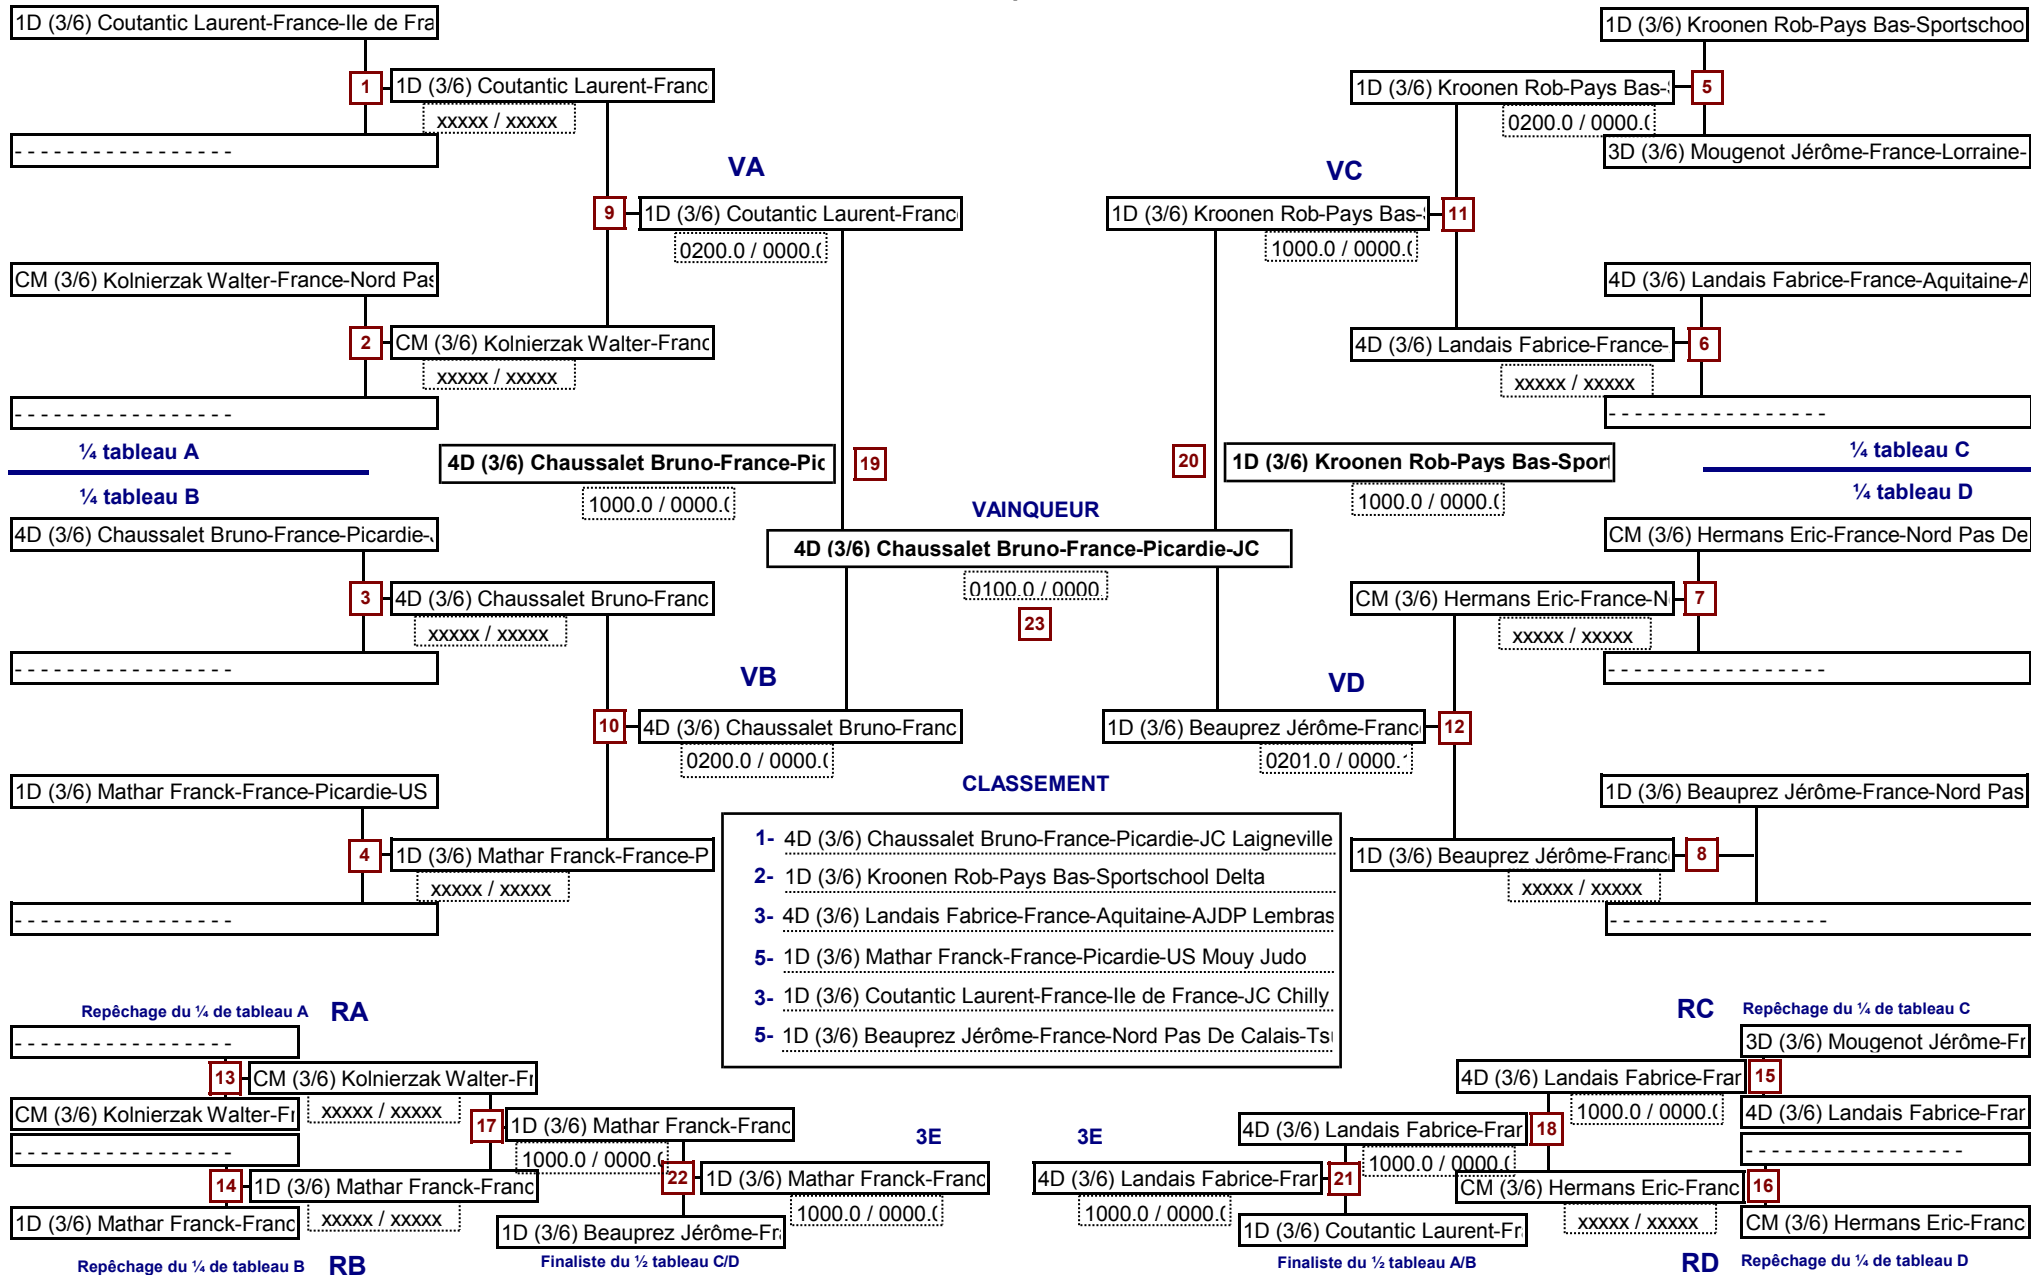 1D (3/6) Coutantic Laurent-France-Ile de Fra
1 1D (3/6) Coutantic Laurent-Franc
xxxxx / xxxxx
- - - - - - - - - - - - - - - - -
VA
9 1D (3/6) Coutantic Laurent-Franc
0200.0 / 0000.(
CM (3/6) Kolnierzak Walter-France-Nord Pas
2 CM (3/6) Kolnierzak Walter-Franc
xxxxx / xxxxx
- - - - - - - - - - - - - - - - -
¼ tableau A
4D (3/6) Chaussalet Bruno-France-Pic 19
1000.0 / 0000.(
¼ tableau B
4D (3/6) Chaussalet Bruno-France-Picardie-
3 4D (3/6) Chaussalet Bruno-Franc
xxxxx / xxxxx
- - - - - - - - - - - - - - - - -
VB
10 4D (3/6) Chaussalet Bruno-Franc
0200.0 / 0000.(
1D (3/6) Mathar Franck-France-Picardie-US
4 1D (3/6) Mathar Franck-France-P
xxxxx / xxxxx
- - - - - - - - - - - - - - - - -
1D (3/6) Kroonen Rob-Pays Bas-Sportschoo
1D (3/6) Kroonen Rob-Pays Bas- 5
0200.0 / 0000.(
3D (3/6) Mougenot Jérôme-France-Lorraine-
VC
1D (3/6) Kroonen Rob-Pays Bas- 11
1000.0 / 0000.(
4D (3/6) Landais Fabrice-France-Aquitaine-A
4D (3/6) Landais Fabrice-France- 6
xxxxx / xxxxx
- - - - - - - - - - - - - - - - -
20 1D (3/6) Kroonen Rob-Pays Bas-Sport
1000.0 / 0000.(
¼ tableau C
¼ tableau D
CM (3/6) Hermans Eric-France-Nord Pas De
CM (3/6) Hermans Eric-France-N 7
xxxxx / xxxxx
- - - - - - - - - - - - - - - - -
VD
1D (3/6) Beauprez Jérôme-Franc 12
0201.0 / 0000.
1D (3/6) Beauprez Jérôme-France-Nord Pas
1D (3/6) Beauprez Jérôme-Franc 8
xxxxx / xxxxx
- - - - - - - - - - - - - - - - -
VAINQUEUR
4D (3/6) Chaussalet Bruno-France-Picardie-JC
0100.0 / 0000.
23
CLASSEMENT
1- 4D (3/6) Chaussalet Bruno-France-Picardie-JC Laigneville
2- 1D (3/6) Kroonen Rob-Pays Bas-Sportschool Delta
3- 4D (3/6) Landais Fabrice-France-Aquitaine-AJDP Lembras
5- 1D (3/6) Mathar Franck-France-Picardie-US Mouy Judo
3- 1D (3/6) Coutantic Laurent-France-Ile de France-JC Chilly
5- 1D (3/6) Beauprez Jérôme-France-Nord Pas De Calais-Ts
Repêchage du ¼ de tableau A RA
- - - - - - - - - - - - - - - - -
13 CM (3/6) Kolnierzak Walter-Fr
CM (3/6) Kolnierzak Walter-Fr
xxxxx / xxxxx
17 1D (3/6) Mathar Franck-Franc
1000.0 / 0000.(
- - - - - - - - - - - - - - - - -
14 1D (3/6) Mathar Franck-Franc
1D (3/6) Mathar Franck-Franc
xxxxx / xxxxx
3E
22 1D (3/6) Mathar Franck-Franc
1000.0 / 0000.(
1D (3/6) Beauprez Jérôme-Fr
Repêchage du ¼ de tableau B RB
Finaliste du ½ tableau C/D
RC Repêchage du ¼ de tableau C
3D (3/6) Mougenot Jérôme-Fr
4D (3/6) Landais Fabrice-Fran 15
1000.0 / 0000.(
4D (3/6) Landais Fabrice-Fran
4D (3/6) Landais Fabrice-Fran 18
1000.0 / 0000.(
- - - - - - - - - - - - - - - - -
CM (3/6) Hermans Eric-Franc 16
xxxxx / xxxxx
CM (3/6) Hermans Eric-Franc
3E
4D (3/6) Landais Fabrice-Fran 21
1000.0 / 0000.(
1D (3/6) Coutantic Laurent-Fr
Finaliste du ½ tableau A/B
RD Repêchage du ¼ de tableau D